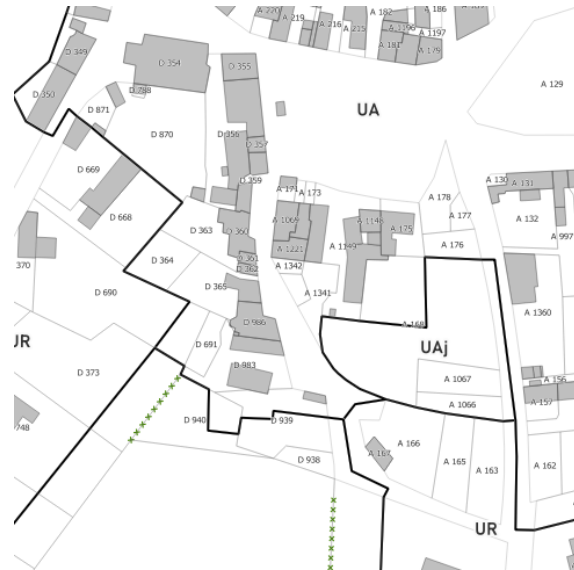 A 220
A 219
A 216
A 215
A 182
A 186
A 1196
A 1197
A 181
A 179
D 349
D 354
D 355
D 350
D 788
D 871
A 129
UA
D 870
D 356
D 357
D 669
D 359
A 171
A 173
A 130
A 131
A 178
D 668
A 1069
A 1148
A 177
A 132
D 363
D 360
A 175
A 997
A 1221
A 1149
A 176
370
D 364
D 361
A 1342
D 362
D 690
D 365
A 1341
A 1360
D 986
A 168
UR
D 691
UAj
D 983
D 373
A 1067
A 156
A 1066
A 157
748
D 940
D 939
A 166
A 167
D 938
A 165
A 163
A 162
UR